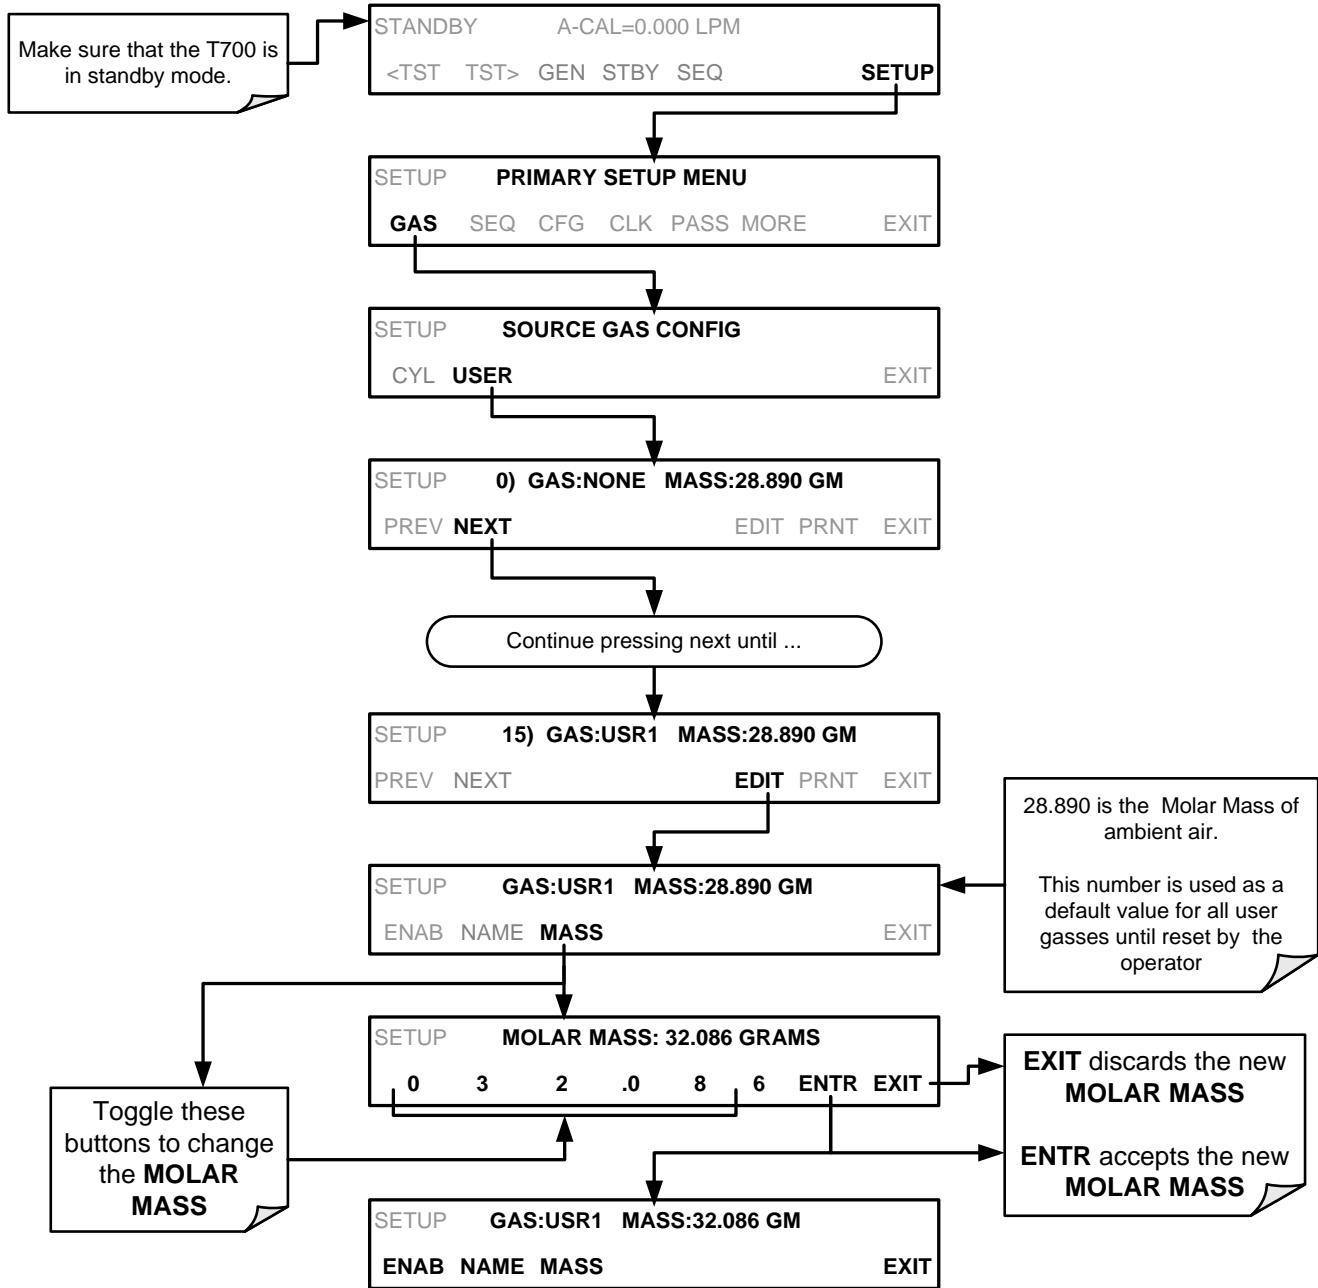 Make sure that the T700 is
in standby mode.
STANDBY A-CAL=0.000 LPM
<TST TST> GEN STBY SEQ SETUP
SETUP PRIMARY SETUP MENU
GAS SEQ CFG CLK PASS MORE EXIT
SETUP SOURCE GAS CONFIG
CYL USER EXIT
SETUP 0) GAS:NONE MASS:28.890 GM
PREV NEXT EDIT PRNT EXIT
Continue pressing next until ...
SETUP 15) GAS:USR1 MASS:28.890 GM
PREV NEXT EDIT PRNT EXIT
SETUP GAS:USR1 MASS:28.890 GM
ENAB NAME MASS EXIT
28.890 is the Molar Mass of
ambient air.
This number is used as a
default value for all user
gasses until reset by the
operator
SETUP MOLAR MASS: 32.086 GRAMS
0 3 2 .0 8 6 ENTR EXIT
Toggle these
buttons to change
the MOLAR
MASS
EXIT discards the new
MOLAR MASS
ENTR accepts the new
MOLAR MASS
SETUP GAS:USR1 MASS:32.086 GM
ENAB NAME MASS EXIT